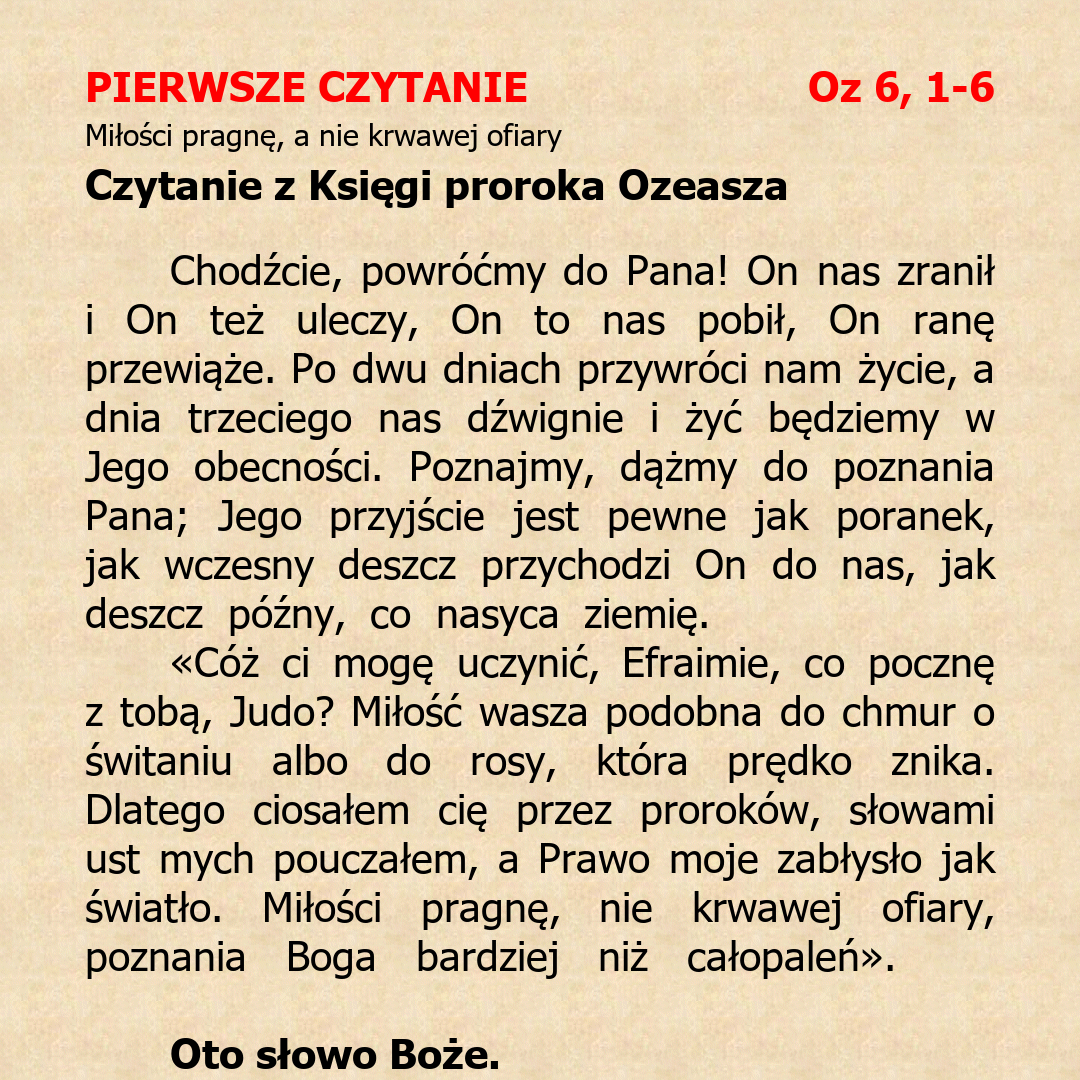 PIERWSZE CZYTANIE Oz 6, 1-6
Miłości pragnę, a nie krwawej ofiary
Czytanie z Księgi proroka Ozeasza
Chodźcie, powróćmy do Pana! On nas zranił
i On też uleczy, On to nas pobił, On ranę
przewiąże. Po dwu dniach przywróci nam życie, a
dnia trzeciego nas dźwignie i żyć będziemy w
Jego obecności. Poznajmy, dążmy do poznania
Pana; Jego przyjście jest pewne jak poranek,
jak wczesny deszcz przychodzi On do nas, jak
deszcz późny, co nasyca ziemię.
«Cóż ci mogę uczynić, Efraimie, co pocznę
z tobą, Judo? Miłość wasza podobna do chmur o
świtaniu albo do rosy, która prędko znika.
Dlatego ciosałem cię przez proroków, słowami
ust mych pouczałem, a Prawo moje zabłysło jak
światło. Miłości pragnę, nie krwawej ofiary,
poznania Boga bardziej niż całopaleń».
Oto słowo Boże.